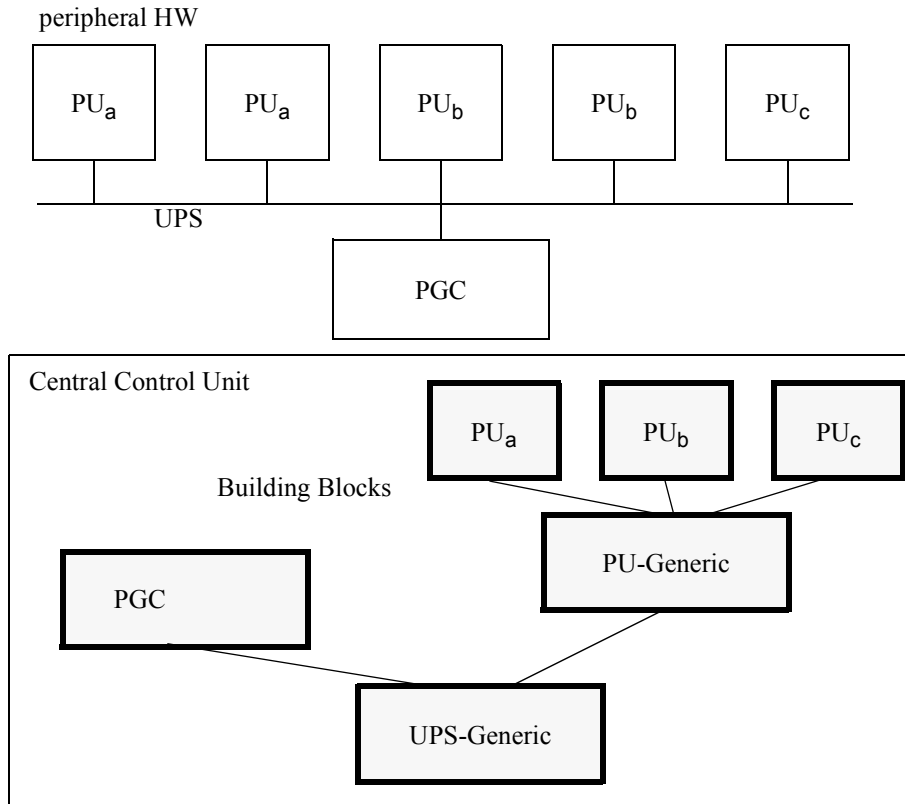 peripheral HW
PUa
PUa
PUb
PUb
PUc
UPS
PGC
Central Control Unit
PUa
PUb
PUc
Building Blocks
PU-Generic
PGC
UPS-Generic